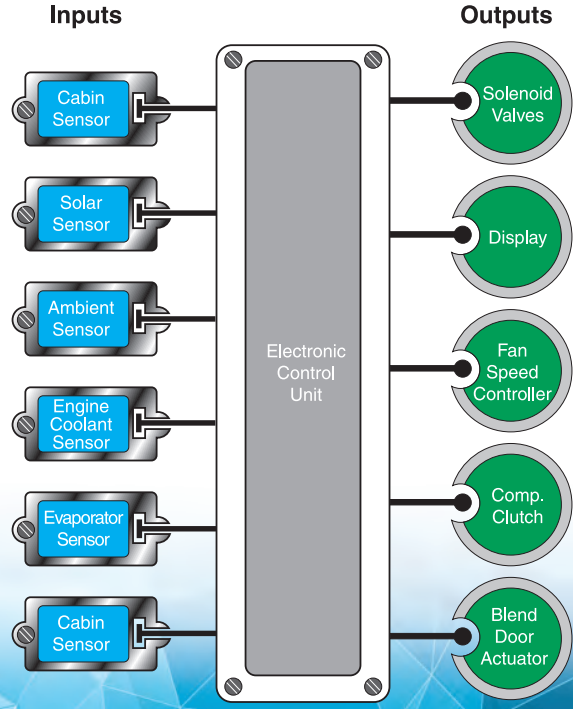 Inputs
Outputs
Cabin
Sensor
Solar
Sensor
Ambient
Sensor
Engine
Coolant
Sensor
Evaporator
Sensor
Cabin
Sensor
Electronic
Control
Unit
Solenoid
Valves
Display
Fan
Speed
Controller
Comp.
Clutch
Blend
Door
Actuator